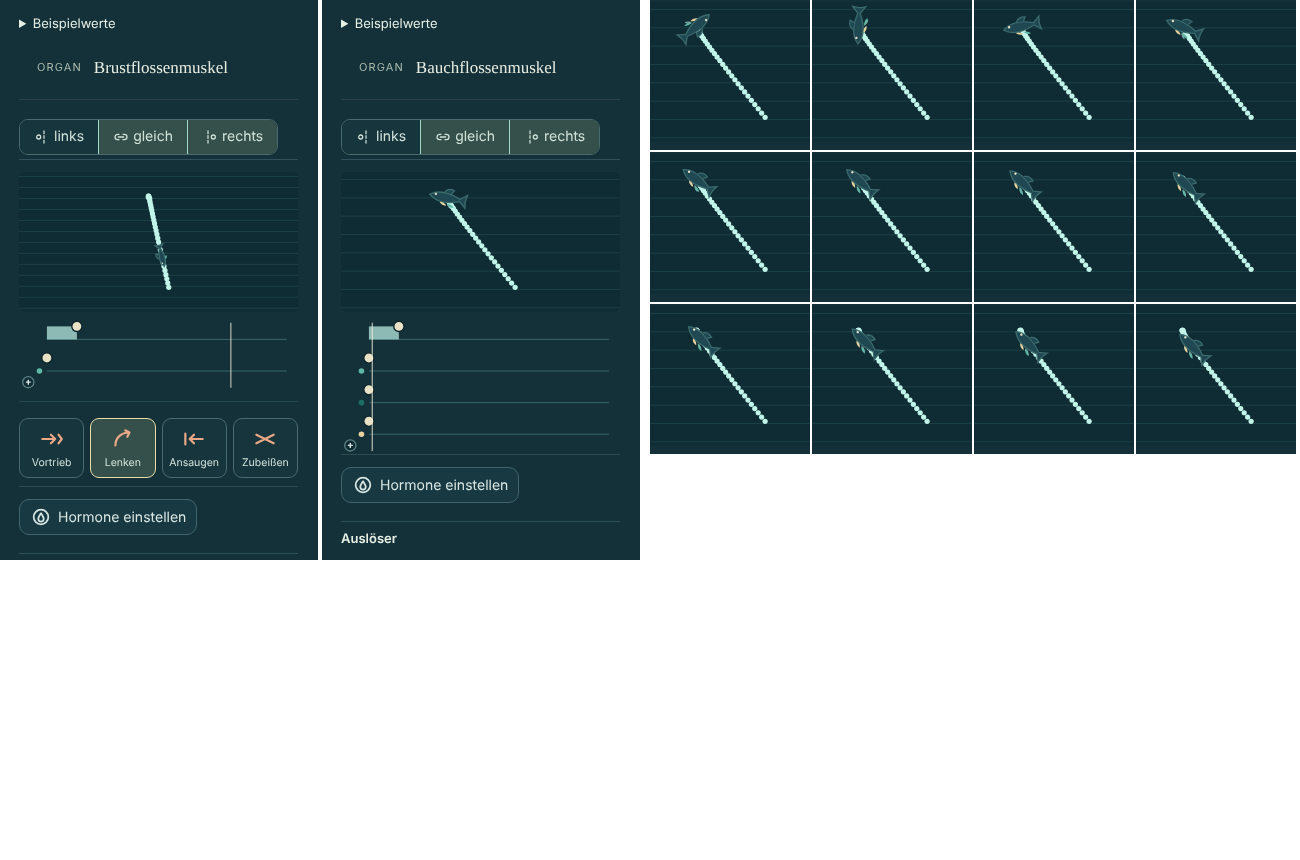 Beispielwerte
ORGAN Brustflossenmuskel
links gleich rechts
Vortrieb Lenken Ansaugen Zubeißen
Hormone einstellen
Beispielwerte
ORGAN Bauchflossenmuskel
links gleich rechts
Hormone einstellen
Auslöser